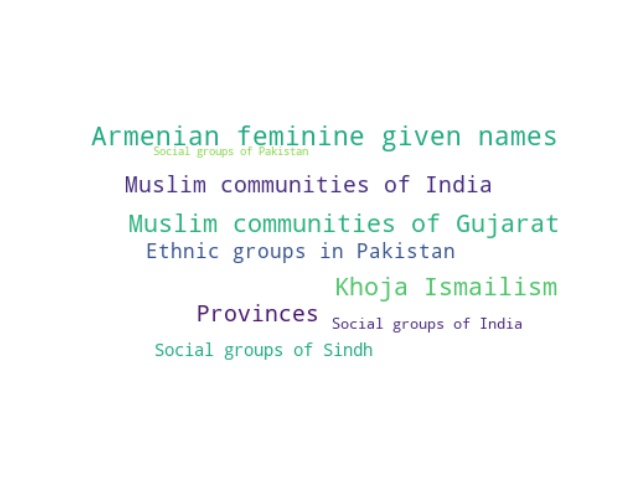 Armenian feminine given names
Social groups of Pakistan
Muslim communities of India
Muslim communities of Gujarat
Ethnic groups in Pakistan
Khoja Ismailism
Provinces
Social groups of India
Social groups of Sindh